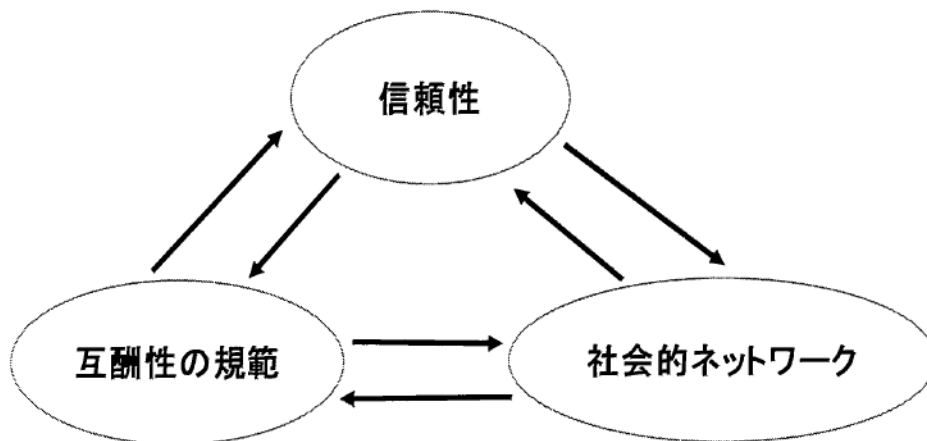 信頼性
互酬性の規範
社会的ネットワーク